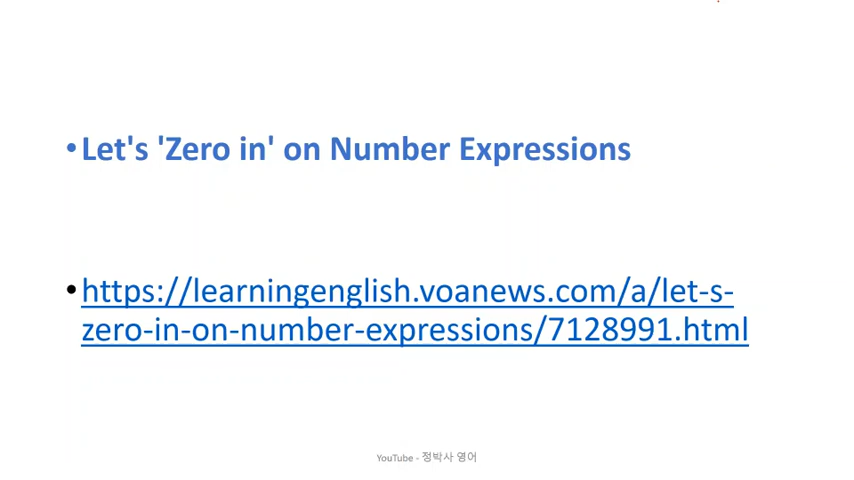 •Let's 'Zero in' on Number Expressions
•https://learningenglish.voanews.com/a/let-s-
zero-in-on-number-expressions/7128991.html
YouTube - 정박사 영어